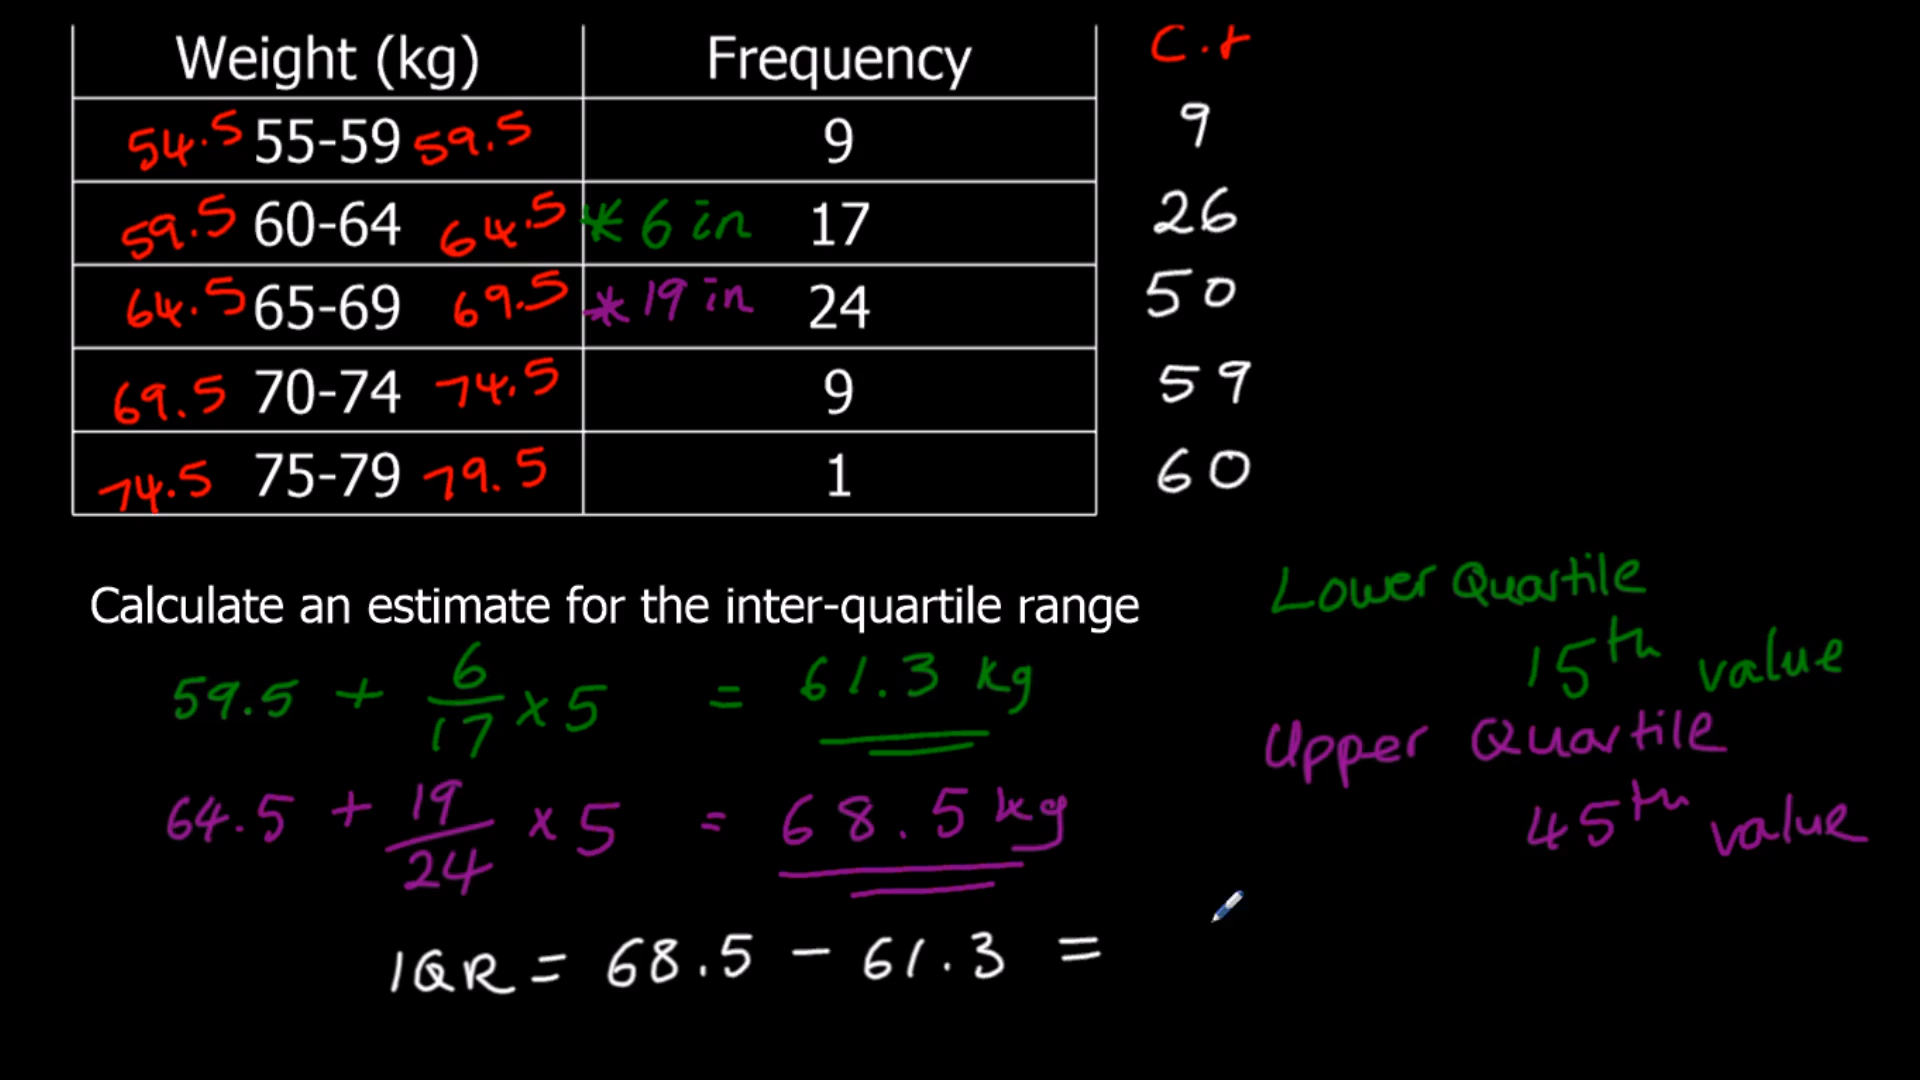 Weight (kg) Frequency C.f
54.5 55-59 59.5 9 9
59.5 60-64 64.5 * 6 in 17 26
64.5 65-69 69.5 * 19 in 24 50
69.5 70-74 74.5 9 59
74.5 75-79 79.5 1 60
Calculate an estimate for the inter-quartile range
59.5 + 6/17 × 5 = 61.3 kg
64.5 + 19/24 × 5 = 68.5 kg
IQR = 68.5 - 61.3 =
Lower Quartile
15th value
Upper Quartile
45th value